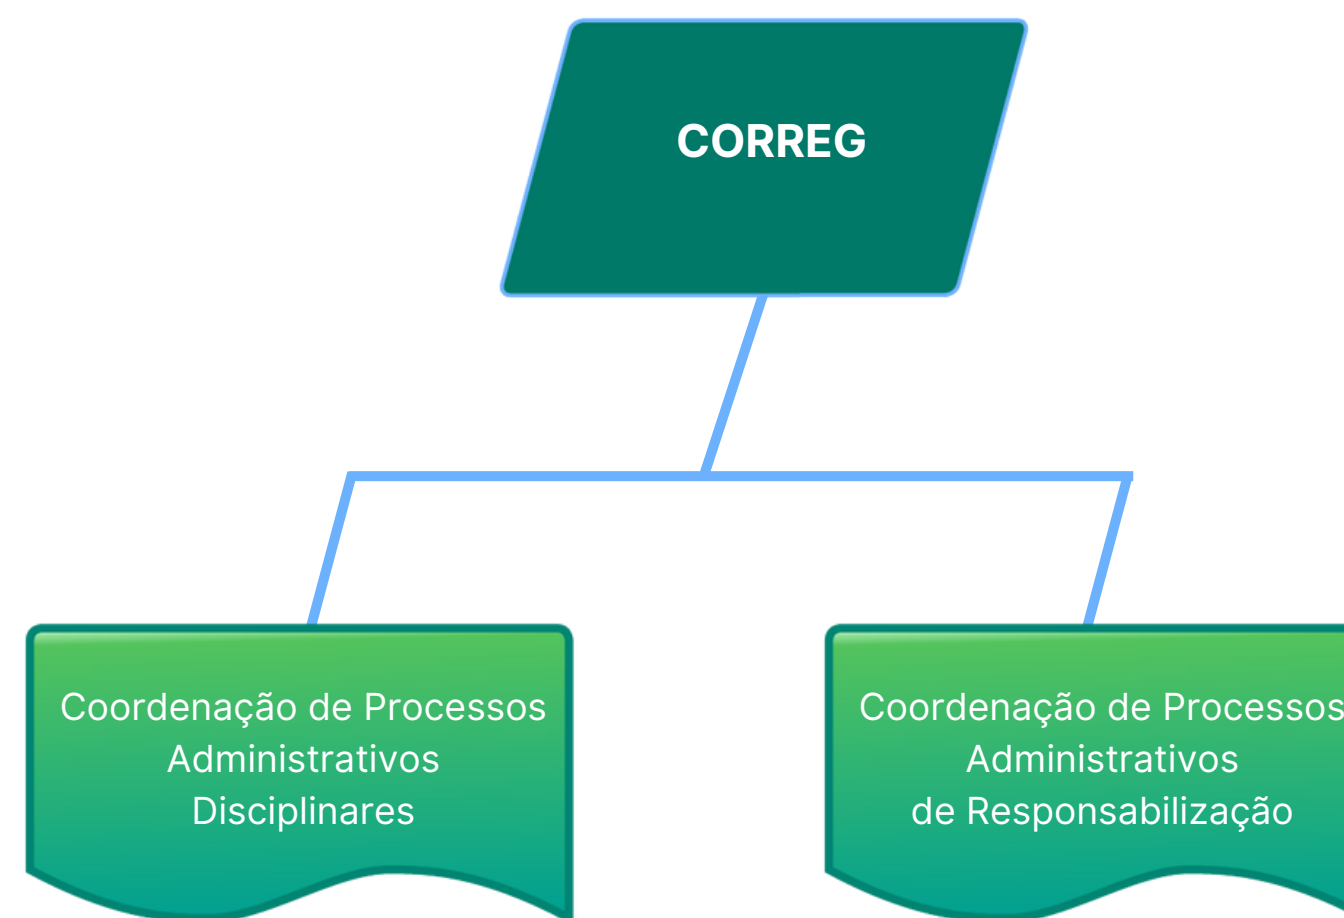 CORREG
Coordenação de Processos
Administrativos
Disciplinares
Coordenação de Processos
Administrativos
de Responsabilização